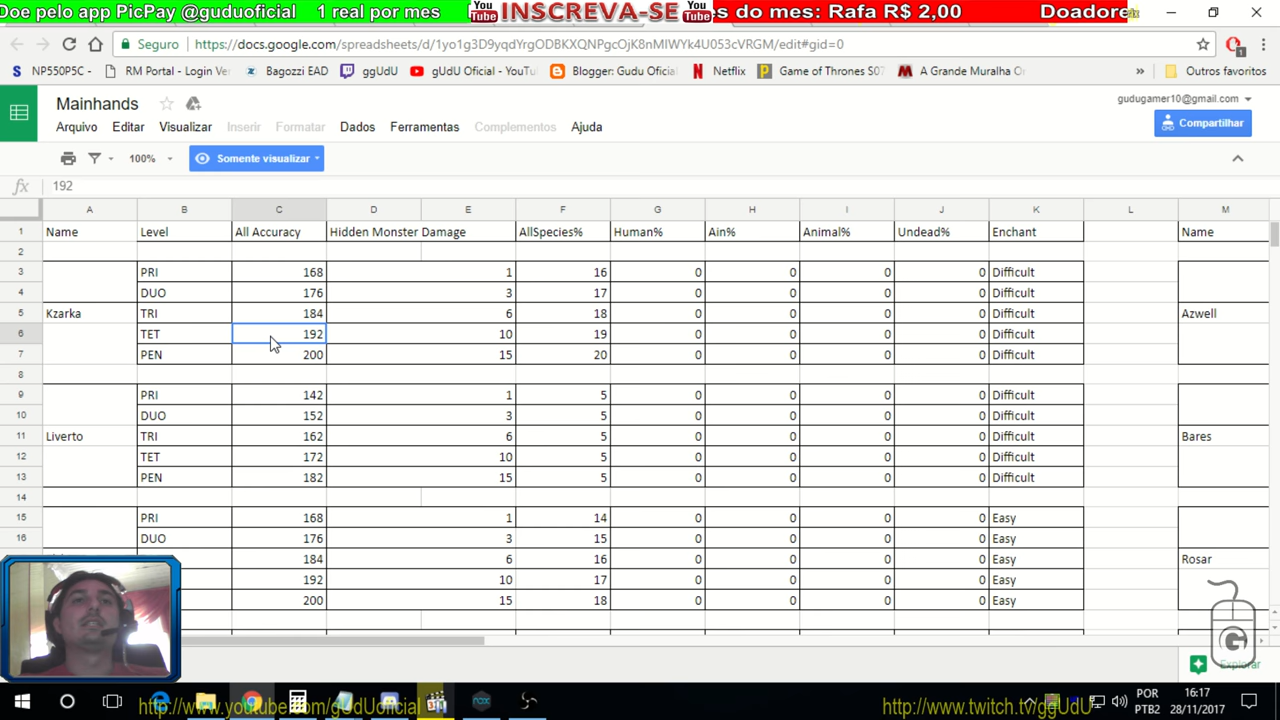 Doe pelo app PicPay @guduoficial 1 real por mes You Tube INSCREVA-SE You Tube es do mes: Rafa R$ 2,00 Doadore
Seguro https://docs.google.com/spreadsheets/d/1yo1g3D9yqdYrgODBKXQNPgcOjK8nMIWYk4U053cVRGM/edit#gid=0 1
NP550P5C - RM Portal - Login Ver Bagozzi EAD ggUdU gUdU Oficial - YouTu Blogger: Gudu Oficial Netflix Game of Thrones S07 A Grande Muralha Or » Outros favoritos
Mainhands gudugamer10@gmail.com
Arquivo Editar Visualizar Inserir Formatar Dados Ferramentas Complementos Ajuda Compartilhar
100% Somente visualizar
fx 192
A B C D E F G H I J K L M
1 Name Level All Accuracy Hidden Monster Damage AllSpecies% Human% Ain% Animal% Undead% Enchant Name
2
3 PRI 168 1 16 0 0 0 0 Difficult
4 DUO 176 3 17 0 0 0 0 Difficult
5 Kzarka TRI 184 6 18 0 0 0 0 Difficult Azwell
6 TET 192 10 19 0 0 0 0 Difficult
7 PEN 200 15 20 0 0 0 0 Difficult
8
9 PRI 142 1 5 0 0 0 0 Difficult
10 DUO 152 3 5 0 0 0 0 Difficult
11 Liverto TRI 162 6 5 0 0 0 0 Difficult Bares
12 TET 172 10 5 0 0 0 0 Difficult
13 PEN 182 15 5 0 0 0 0 Difficult
14
15 PRI 168 1 14 0 0 0 0 Easy
16 DUO 176 3 15 0 0 0 0 Easy
184 6 16 0 0 0 0 Easy Rosar
192 10 17 0 0 0 0 Easy
200 15 18 0 0 0 0 Easy
G
Explorar
http://www.youtube.com/gUdUoficial http://www.twitch.tv/ggUdU
POR 16:17
PTB2 28/11/2017